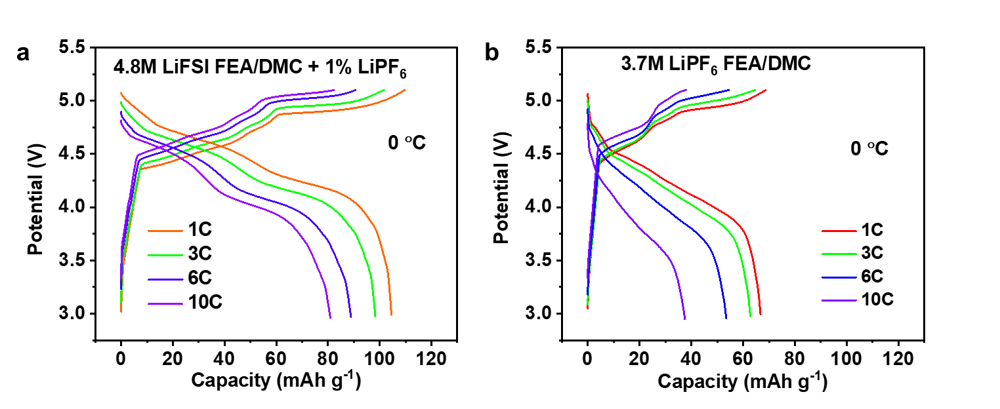 a
4.8M LiFSI FEA/DMC + 1% LiPF6
0 °C
Potential (V)
5.5
5.0
4.5
4.0
3.5
3.0
1C
3C
6C
10C
0 20 40 60 80 100 120
Capacity (mAh g-1)
b
3.7M LiPF6 FEA/DMC
0 °C
Potential (V)
5.5
5.0
4.5
4.0
3.5
3.0
1C
3C
6C
10C
0 20 40 60 80 100 120
Capacity (mAh g-1)